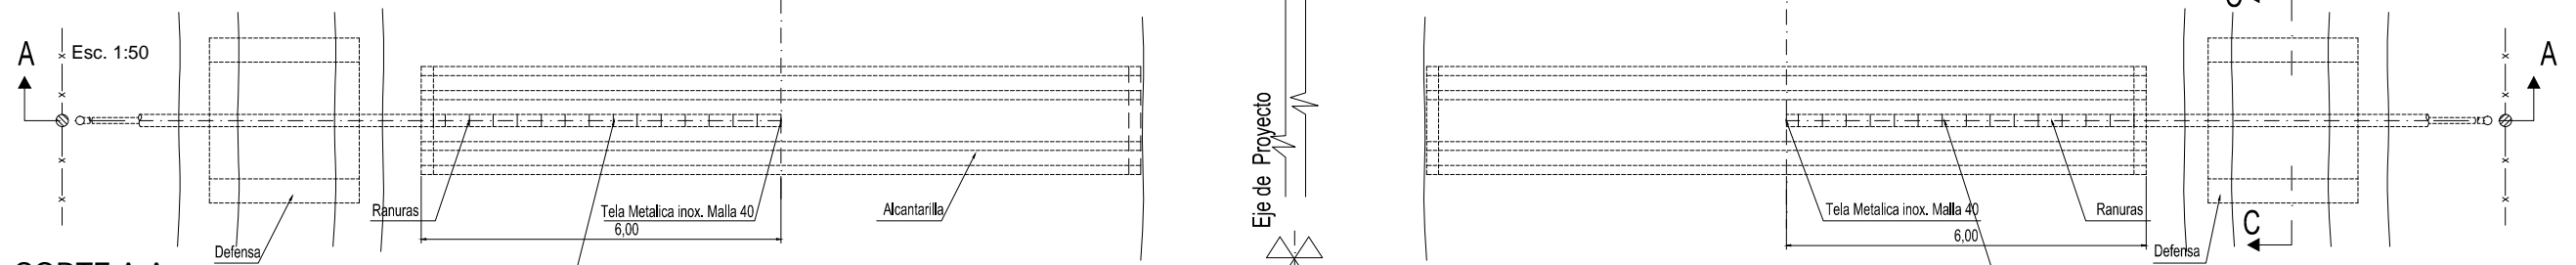 A
Esc. 1:50
A
Eje de Proyecto
Ranuras
Tela Metalica inox. Malla 40
Alcantarilla
Tela Metalica inox. Malla 40
Ranuras
6,00
6,00
C
Defensa
Defensa